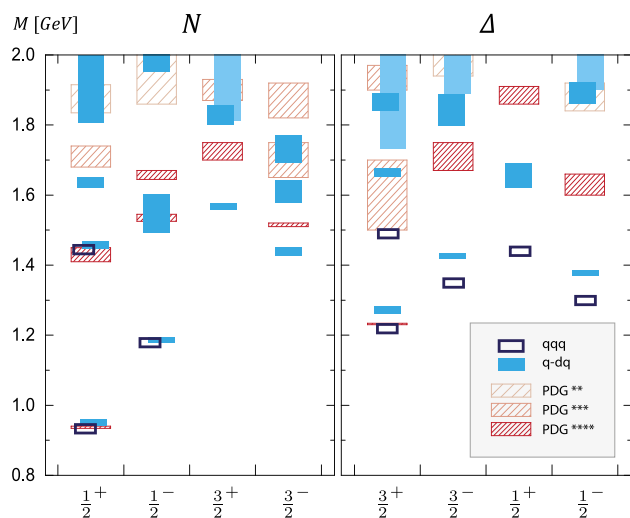 M [GeV] N Δ
2.0
1.8
1.6
1.4
1.2
1.0
0.8
qqq
q-dq
PDG **
PDG ***
PDG ****
1/2+ 1/2− 3/2+ 3/2− 3/2+ 3/2− 1/2+ 1/2−